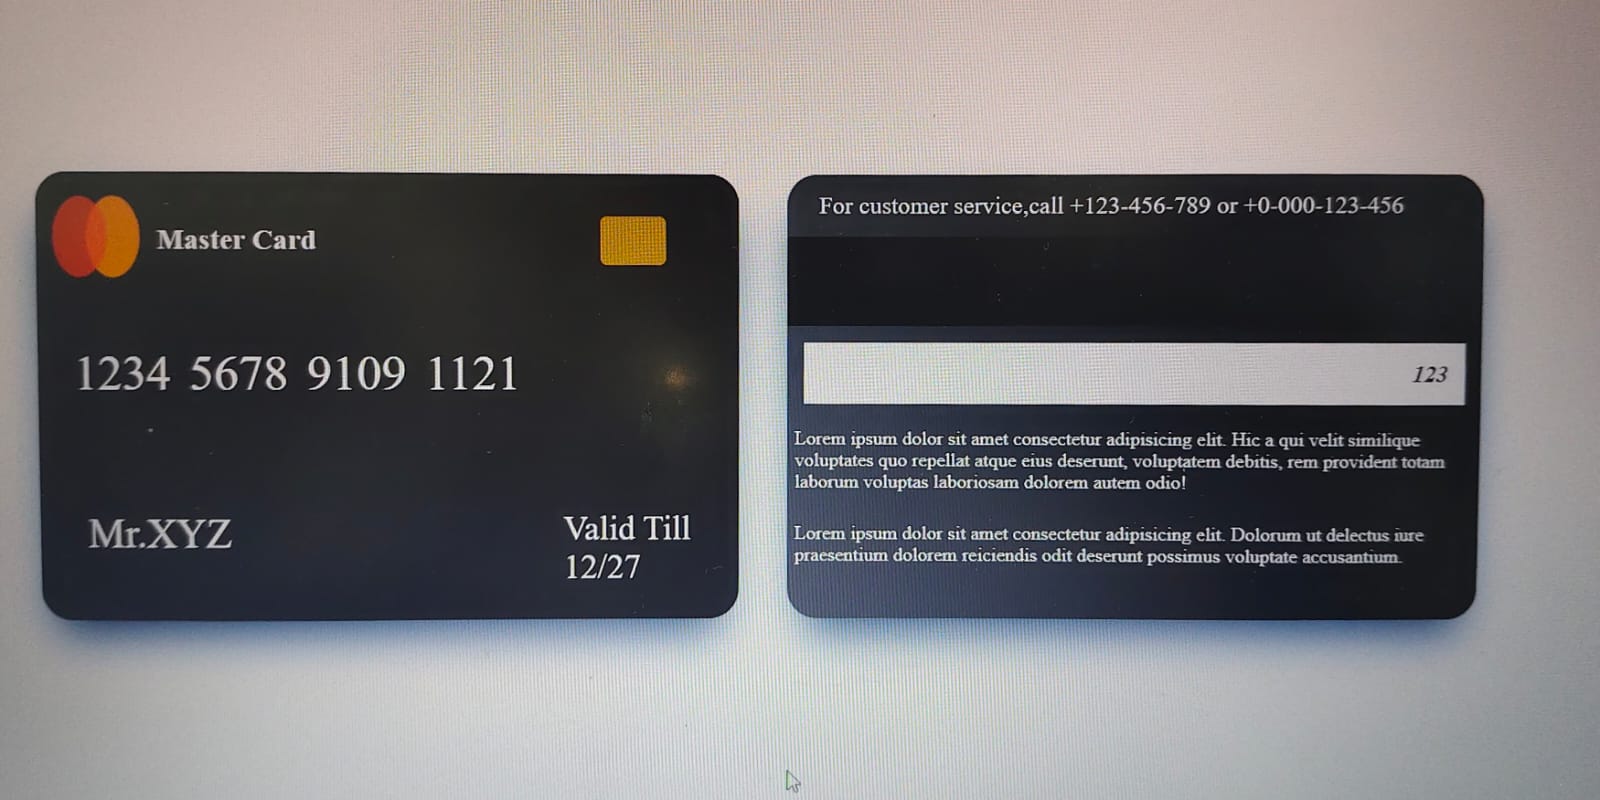 Master Card
1234 5678 9109 1121
Mr.XYZ
Valid Till
12/27
For customer service,call +123-456-789 or +0-000-123-456
123
Lorem ipsum dolor sit amet consectetur adipisicing elit. Hic a qui velit similique
voluptates quo repellat atque eius deserunt, voluptatem debitis, rem provident totam
laborum voluptas laboriosam dolorem autem odio!
Lorem ipsum dolor sit amet consectetur adipisicing elit. Dolorum ut delectus iure
praesentium dolorem reiciendis odit deserunt possimus voluptate accusantium.